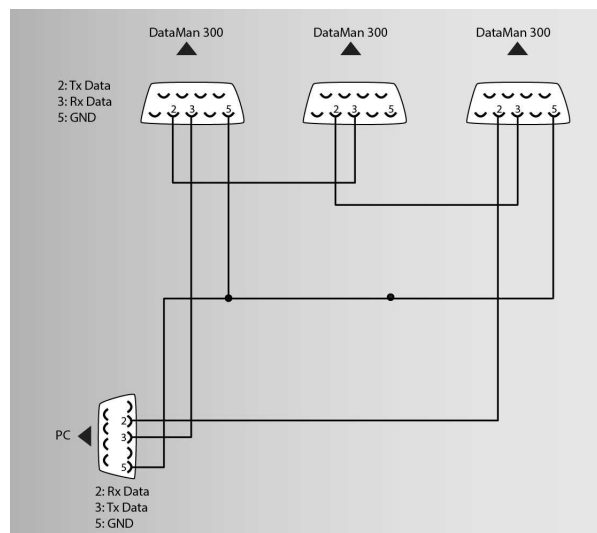 DataMan 300 DataMan 300 DataMan 300
2: Tx Data
3: Rx Data
5: GND
2 3 5 2 3 5 2 3 5
PC
2
3
5
2: Rx Data
3: Tx Data
5: GND